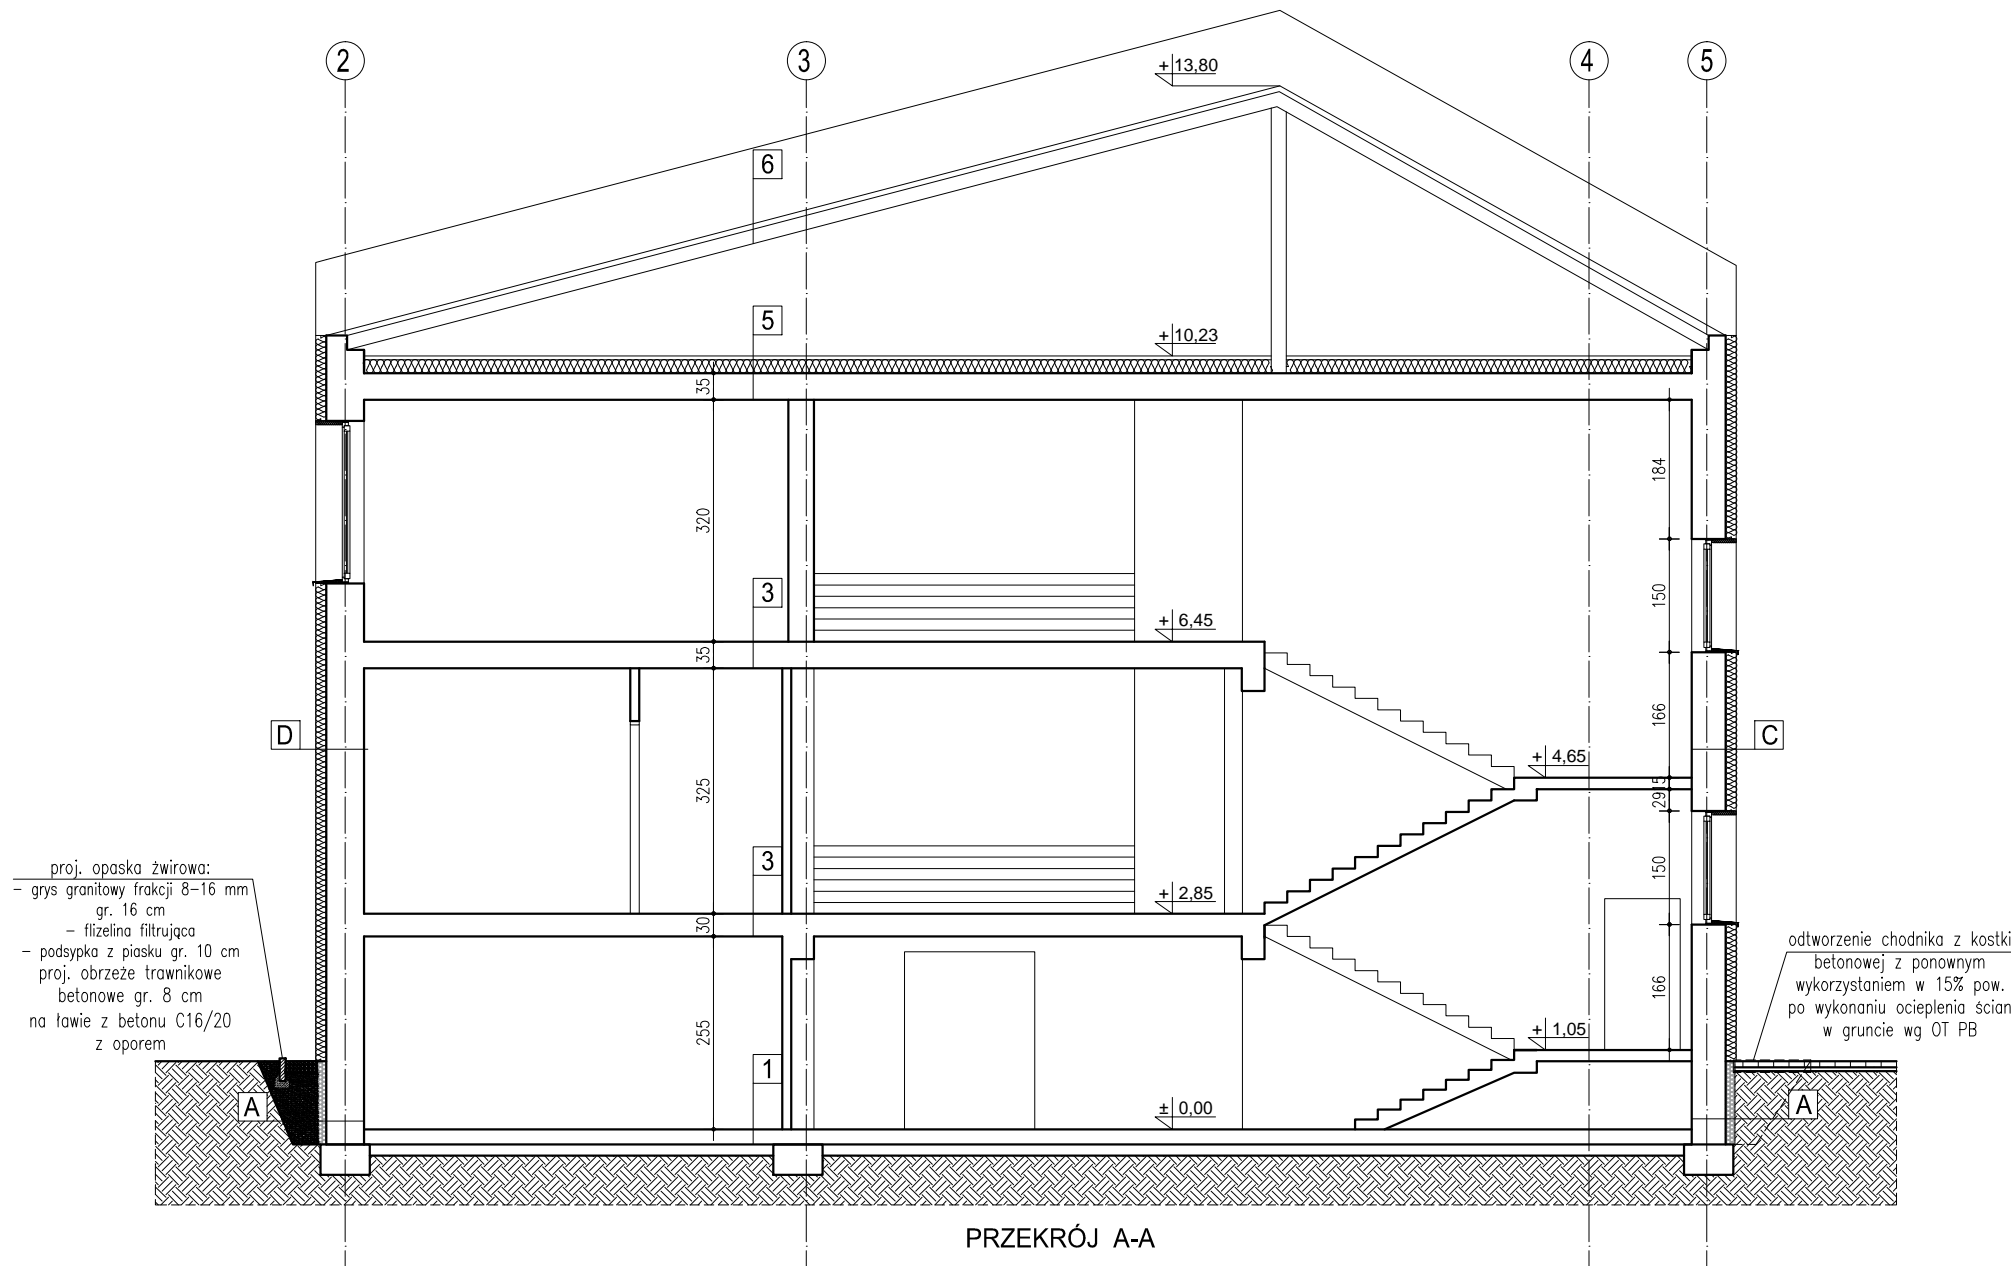 2
3
4
5
+13,80
6
5
+10,23
35
184
320
150
3
+6,45
35
166
D
C
+4,65
15
29
325
150
3
+2,85
30
proj. opaska żwirowa:
– grys granitowy frakcji 8–16 mm
gr. 16 cm
– flizelina filtrująca
– podsypka z piasku gr. 10 cm
proj. obrzeże trawnikowe
betonowe gr. 8 cm
na ławie z betonu C16/20
z oporem
odtworzenie chodnika z kostki
betonowej z ponownym
wykorzystaniem w 15% pow.
po wykonaniu ocieplenia ścian
w gruncie wg OT PB
166
255
+1,05
1
A
± 0,00
A
PRZEKRÓJ A-A